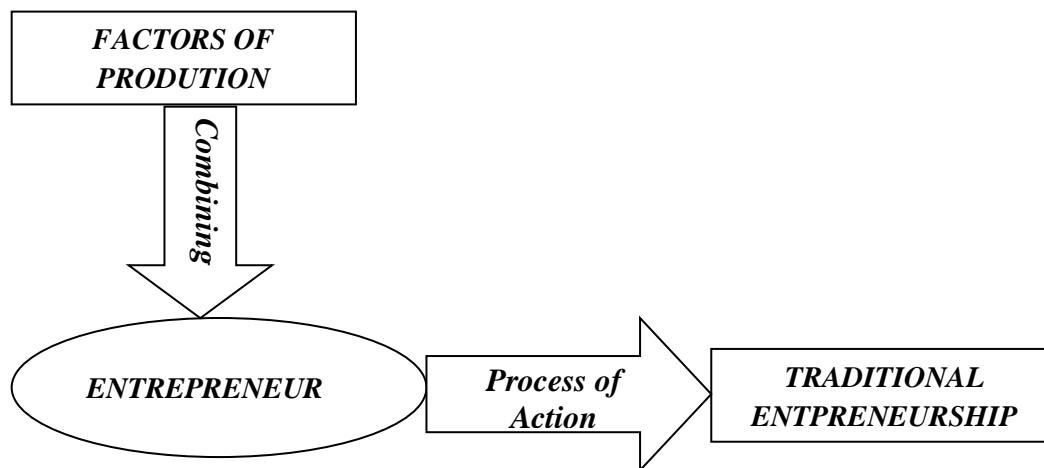 FACTORS OF
PRODUTION
Combining
ENTREPRENEUR
Process of
Action
TRADITIONAL
ENTPRENEURSHIP